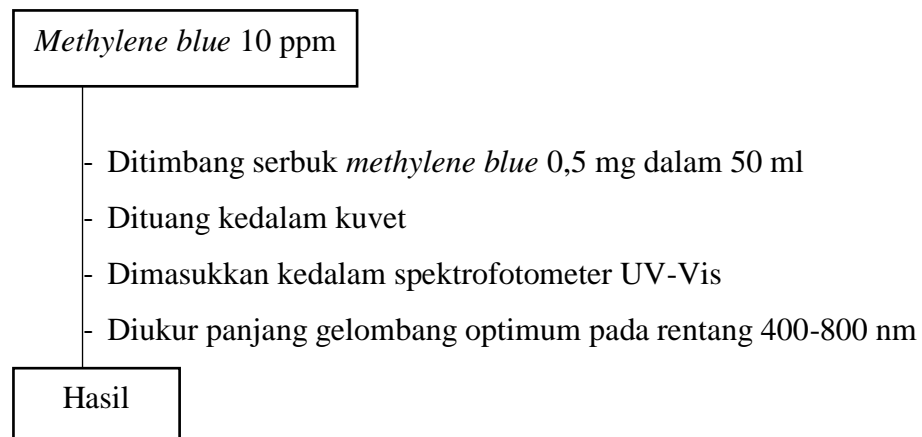 Methylene blue 10 ppm
- Ditimbang serbuk methylene blue 0,5 mg dalam 50 ml
- Dituang kedalam kuvet
- Dimasukkan kedalam spektrofotometer UV-Vis
- Diukur panjang gelombang optimum pada rentang 400-800 nm
Hasil